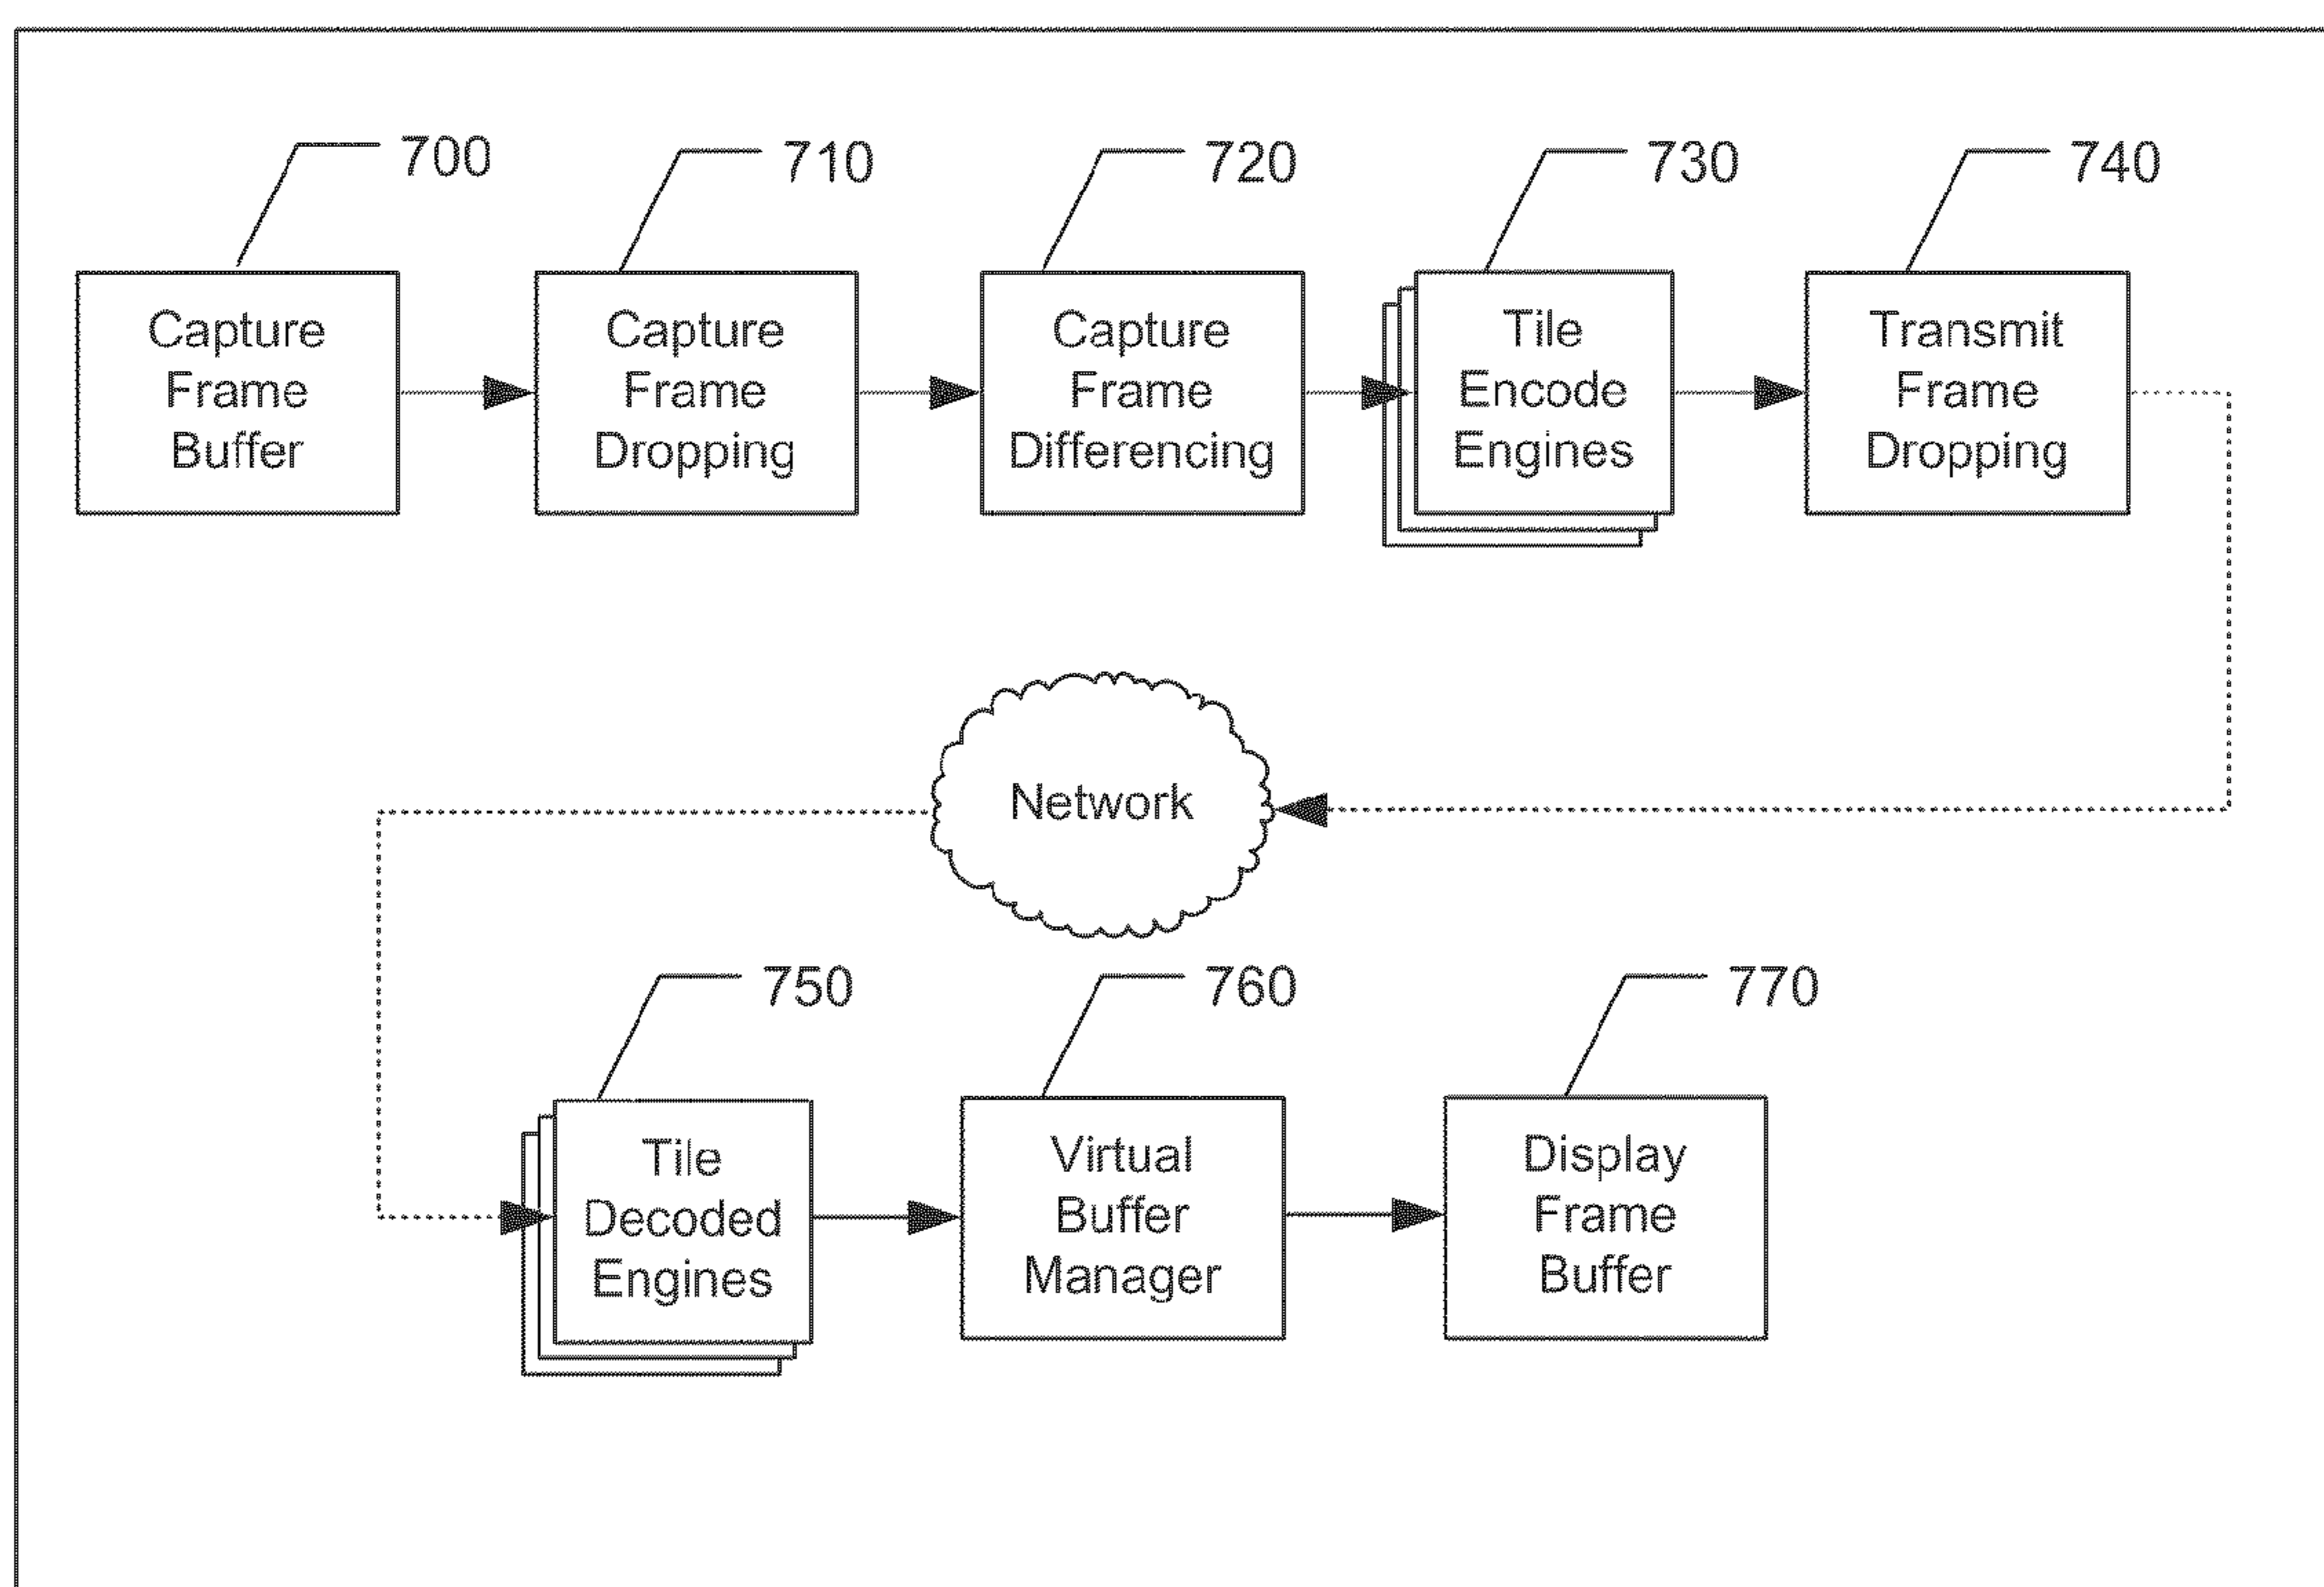 700
710
720
730
740
Capture
Frame
Buffer
Capture
Frame
Dropping
Capture
Frame
Differencing
Tile
Encode
Engines
Transmit
Frame
Dropping
Network
750
760
770
Tile
Decoded
Engines
Virtual
Buffer
Manager
Display
Frame
Buffer